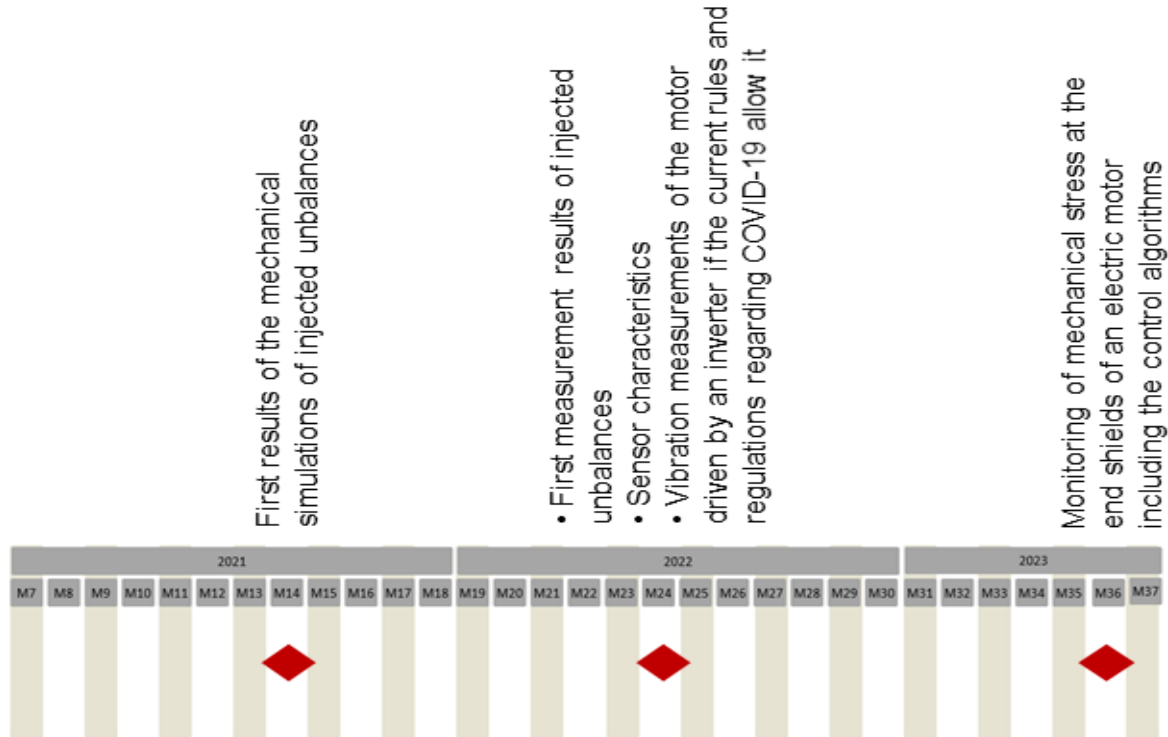 First results of the mechanical
simulations of injected unbalances
• First measurement results of injected
unbalances
• Sensor characteristics
• Vibration measurements of the motor
driven by an inverter if the current rules and
regulations regarding COVID-19 allow it
Monitoring of mechanical stress at the
end shields of an electric motor
including the control algorithms
2021 2022 2023
M7 M8 M9 M10 M11 M12 M13 M14 M15 M16 M17 M18 M19 M20 M21 M22 M23 M24 M25 M26 M27 M28 M29 M30 M31 M32 M33 M34 M35 M36 M37